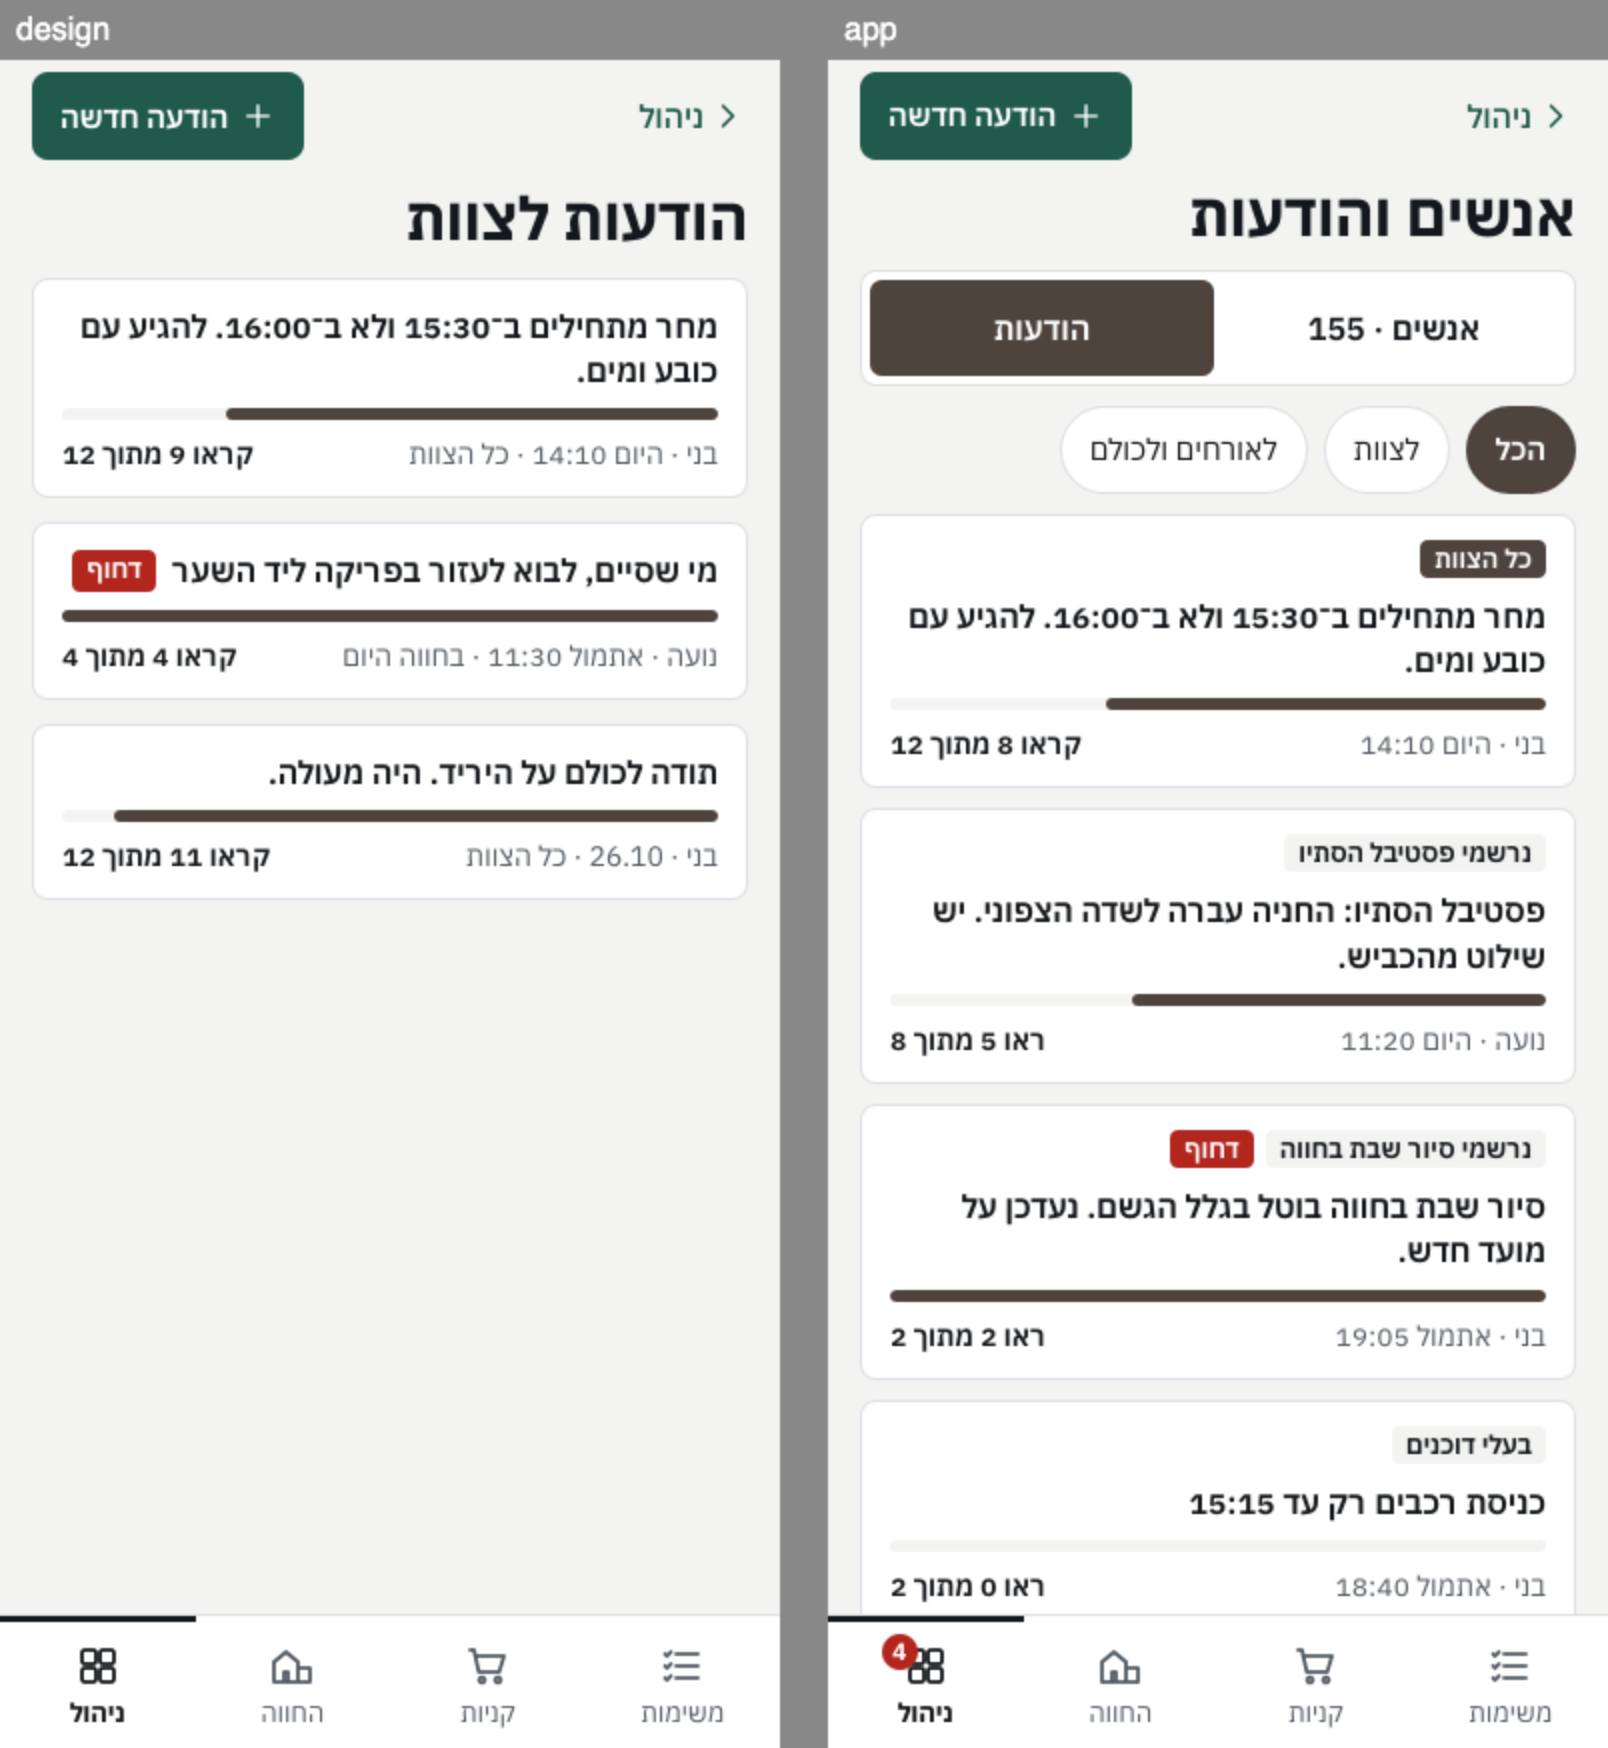 design
ניהול
+ הודעה חדשה
הודעות לצוות
מחר מתחילים ב־15:30 ולא ב־16:00. להגיע עם
כובע ומים.
בני · היום 14:10 · כל הצוות
קראו 9 מתוך 12
מי שסיים, לבוא לעזור בפריקה ליד השער
דחוף
נועה · אתמול 11:30 · בחווה היום
קראו 4 מתוך 4
תודה לכולם על היריד. היה מעולה.
בני · 26.10 · כל הצוות
קראו 11 מתוך 12
משימות
קניות
החווה
ניהול
app
ניהול
+ הודעה חדשה
אנשים והודעות
אנשים · 155
הודעות
הכל
לצוות
לאורחים ולכולם
כל הצוות
מחר מתחילים ב־15:30 ולא ב־16:00. להגיע עם
כובע ומים.
בני · היום 14:10
קראו 8 מתוך 12
נרשמי פסטיבל הסתיו
פסטיבל הסתיו: החניה עברה לשדה הצפוני. יש
שילוט מהכביש.
נועה · היום 11:20
ראו 5 מתוך 8
נרשמי סיור שבת בחווה
דחוף
סיור שבת בחווה בוטל בגלל הגשם. נעדכן על
מועד חדש.
בני · אתמול 19:05
ראו 2 מתוך 2
בעלי דוכנים
כניסת רכבים רק עד 15:15
בני · אתמול 18:40
ראו 0 מתוך 2
משימות
קניות
החווה
4
ניהול